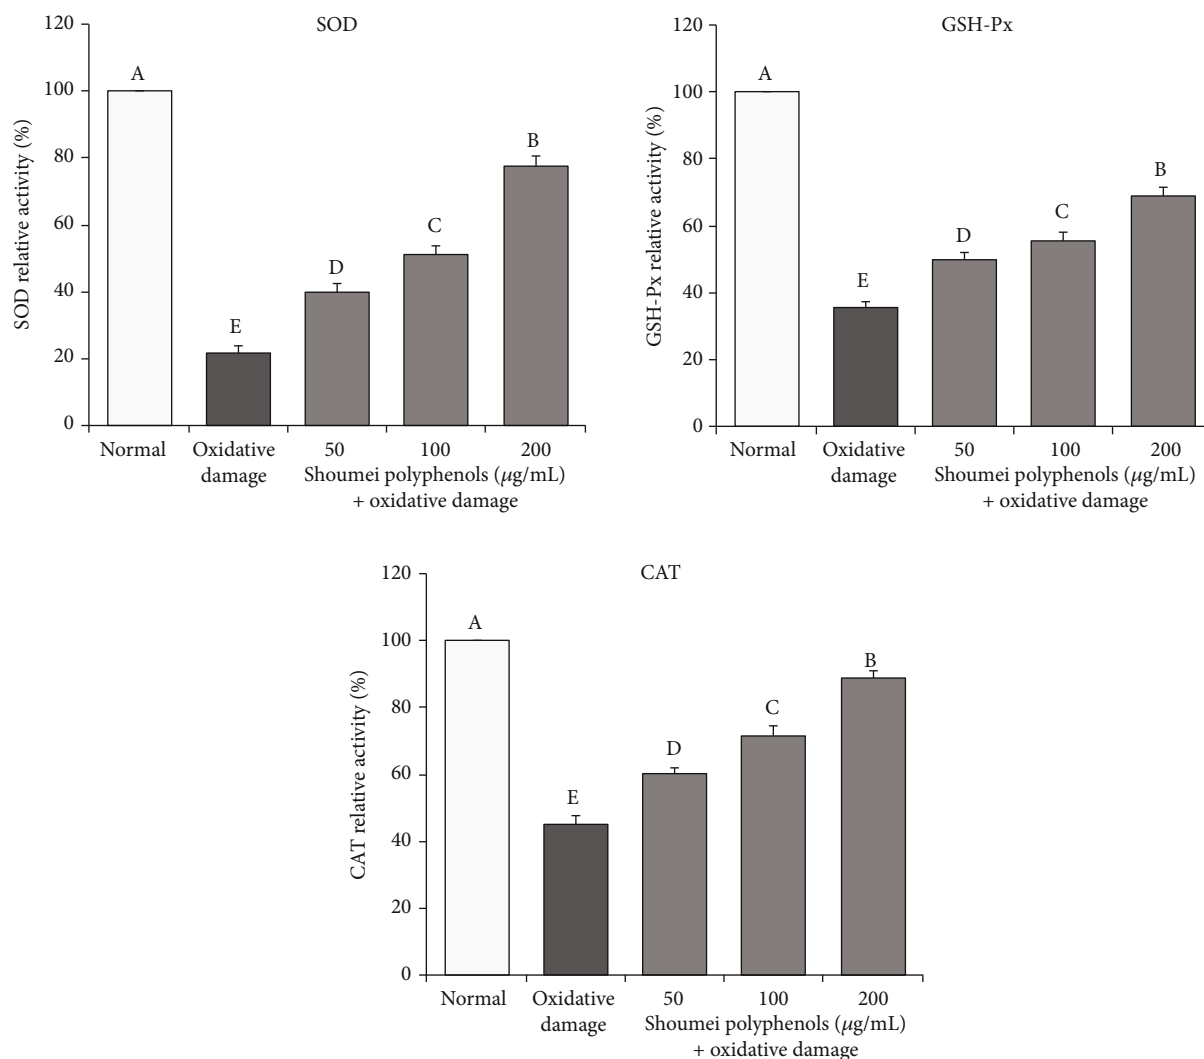 SOD
SOD relative activity (%)
120
100
80
60
40
20
0
A
E
D
C
B
Normal
Oxidative
damage
50
100
200
Shoumei polyphenols (μg/mL)
+ oxidative damage
GSH-Px
GSH-Px relative activity (%)
120
100
80
60
40
20
0
A
E
D
C
B
Normal
Oxidative
damage
50
100
200
Shoumei polyphenols (μg/mL)
+ oxidative damage
CAT
CAT relative activity (%)
120
100
80
60
40
20
0
A
E
D
C
B
Normal
Oxidative
damage
50
100
200
Shoumei polyphenols (μg/mL)
+ oxidative damage